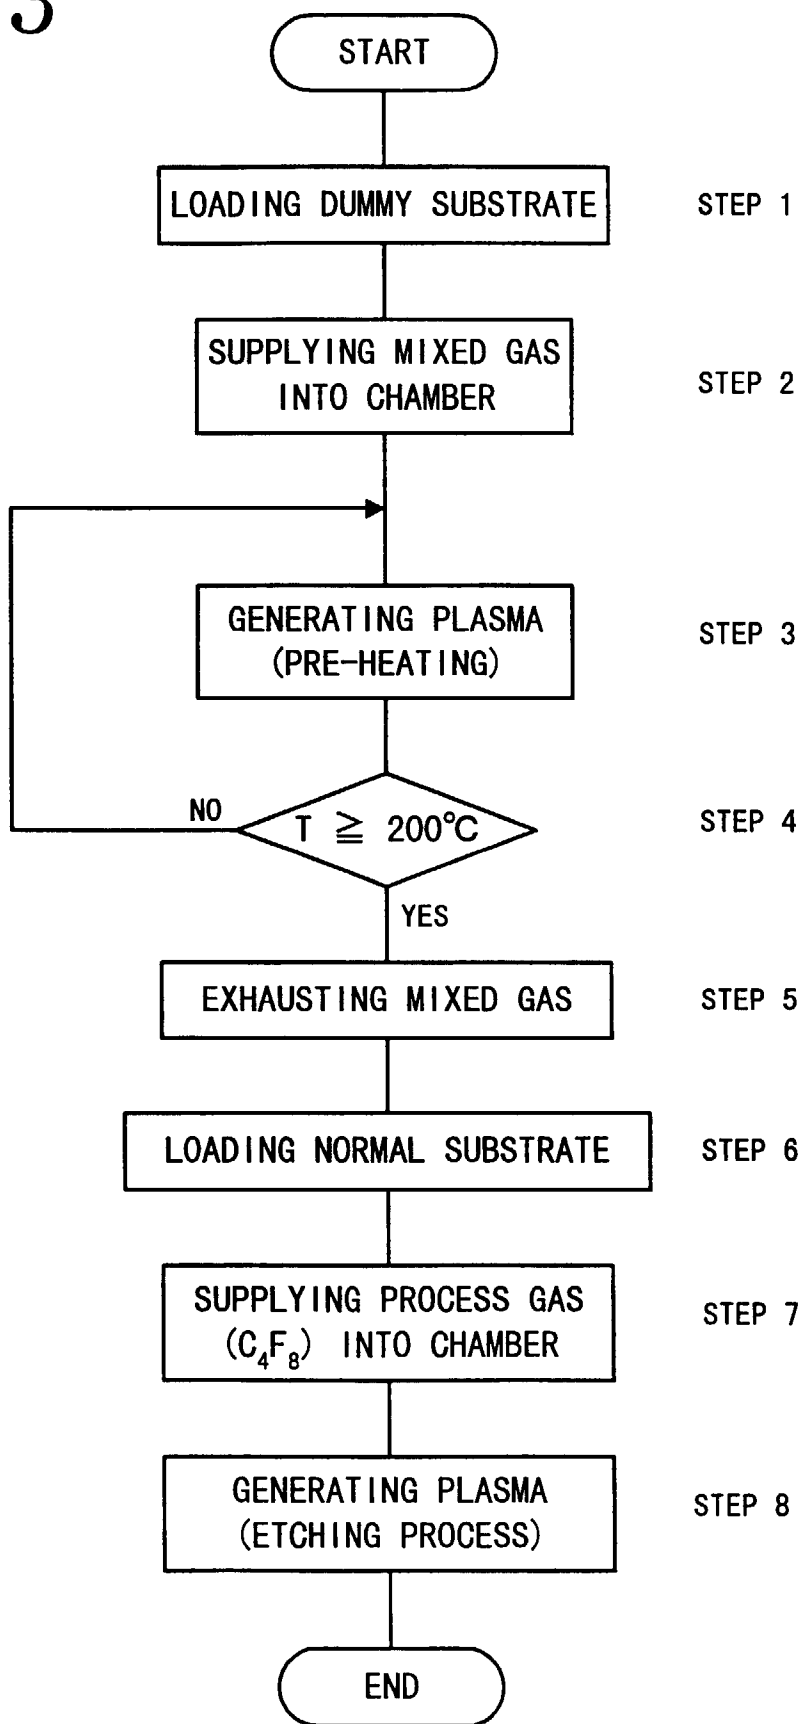 3
START
LOADING DUMMY SUBSTRATE STEP 1
SUPPLYING MIXED GAS
INTO CHAMBER
STEP 2
GENERATING PLASMA
(PRE-HEATING)
STEP 3
NO
T ≧ 200°C
STEP 4
YES
EXHAUSTING MIXED GAS STEP 5
LOADING NORMAL SUBSTRATE STEP 6
SUPPLYING PROCESS GAS
(C₄F₈) INTO CHAMBER
STEP 7
GENERATING PLASMA
(ETCHING PROCESS)
STEP 8
END